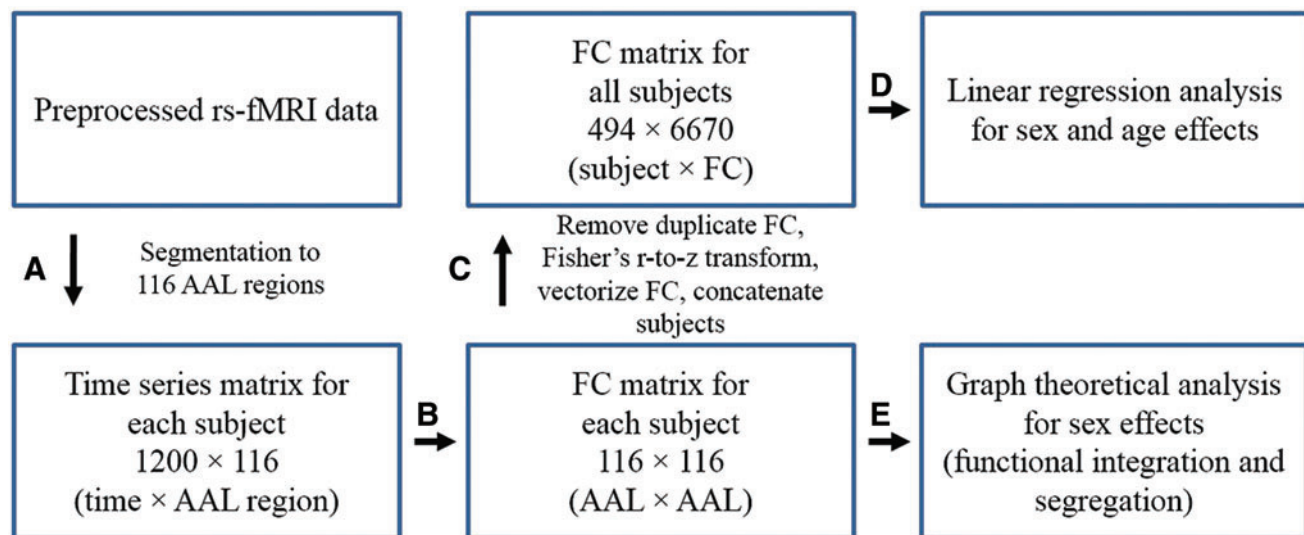 Preprocessed rs-fMRI data
A
Segmentation to
116 AAL regions
Time series matrix for
each subject
1200 × 116
(time × AAL region)
B
FC matrix for
each subject
116 × 116
(AAL × AAL)
C
Remove duplicate FC,
Fisher's r-to-z transform,
vectorize FC, concatenate
subjects
FC matrix for
all subjects
494 × 6670
(subject × FC)
D
Linear regression analysis
for sex and age effects
E
Graph theoretical analysis
for sex effects
(functional integration and
segregation)